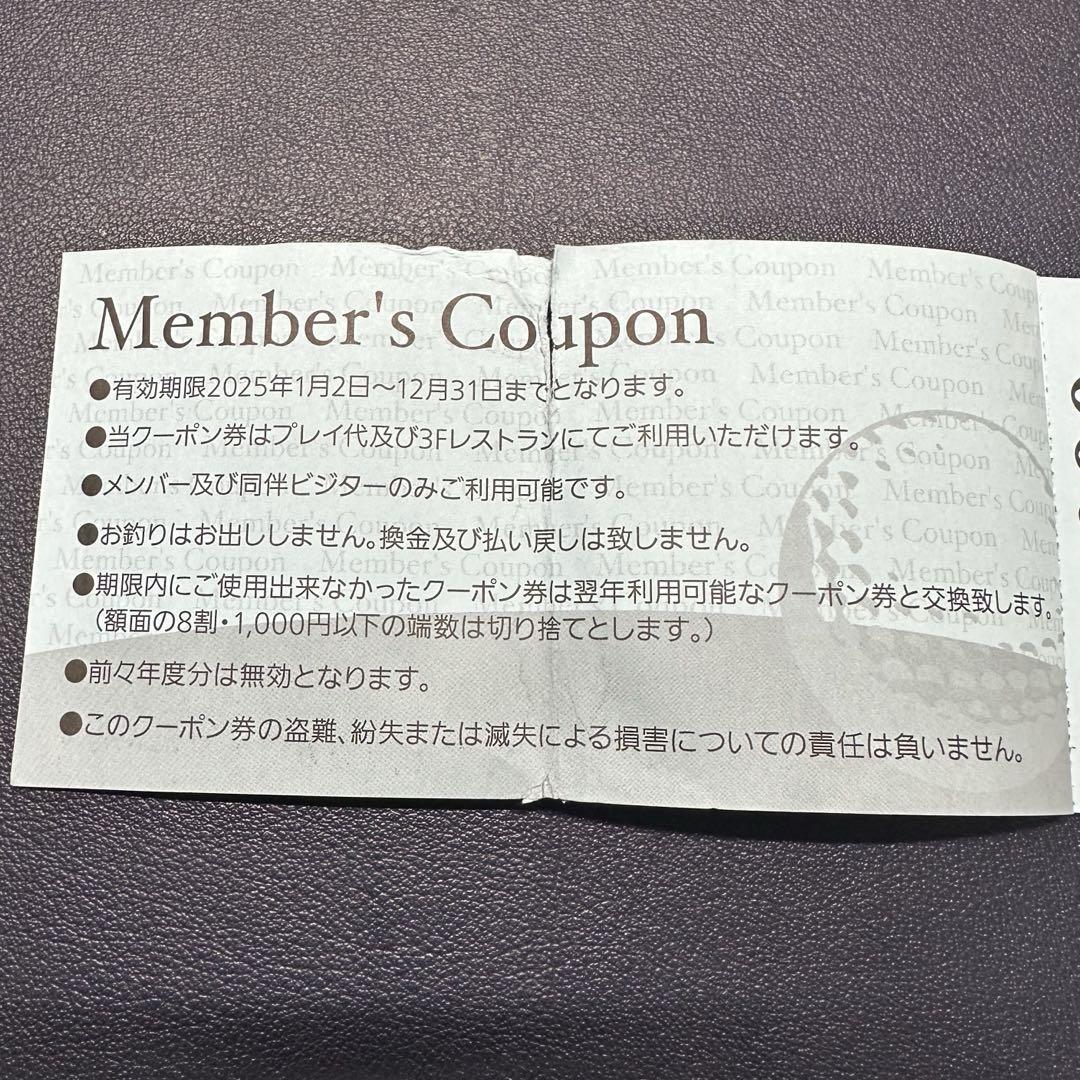 Member's Coupon
●有効期限2025年1月2日～12月31日までとなります。
●当クーポン券はプレイ代及び3Fレストランにてご利用いただけます。
●メンバー及び同伴ビジターのみご利用可能です。
●お釣りはお出ししません。換金及び払い戻しは致しません。
●期限内にご使用出来なかったクーポン券は翌年利用可能なクーポン券と交換致します。
（額面の8割・1,000円以下の端数は切り捨てとします。）
●前々年度分は無効となります。
●このクーポン券の盗難、紛失または滅失による損害についての責任は負いません。